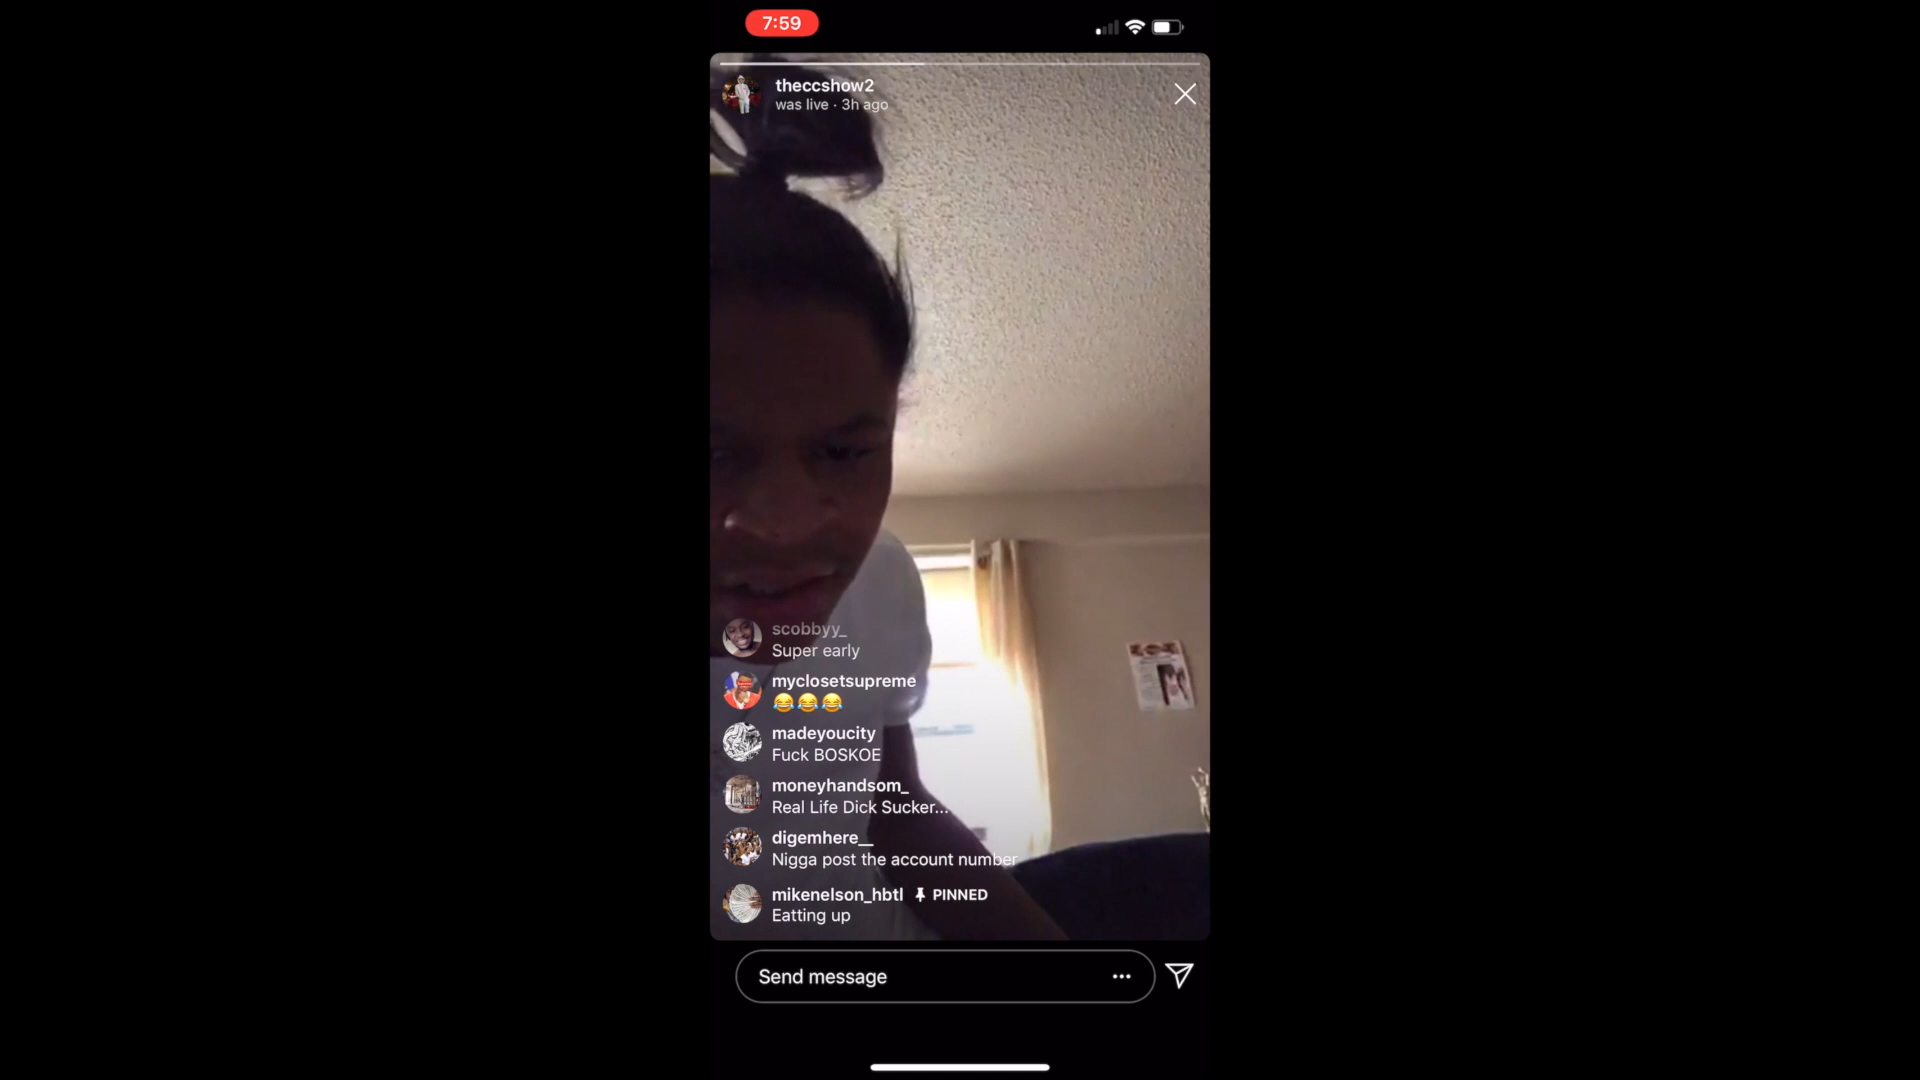 7:59
theccshow2
was live · 3h ago
scobbyy_
Super early
myclosetsupreme
😂😂😂
madeyoucity
Fuck BOSKOE
moneyhandsom_
Real Life Dick Sucker...
digemhere__
Nigga post the account number
mikenelson_hbtl PINNED
Eatting up
Send message